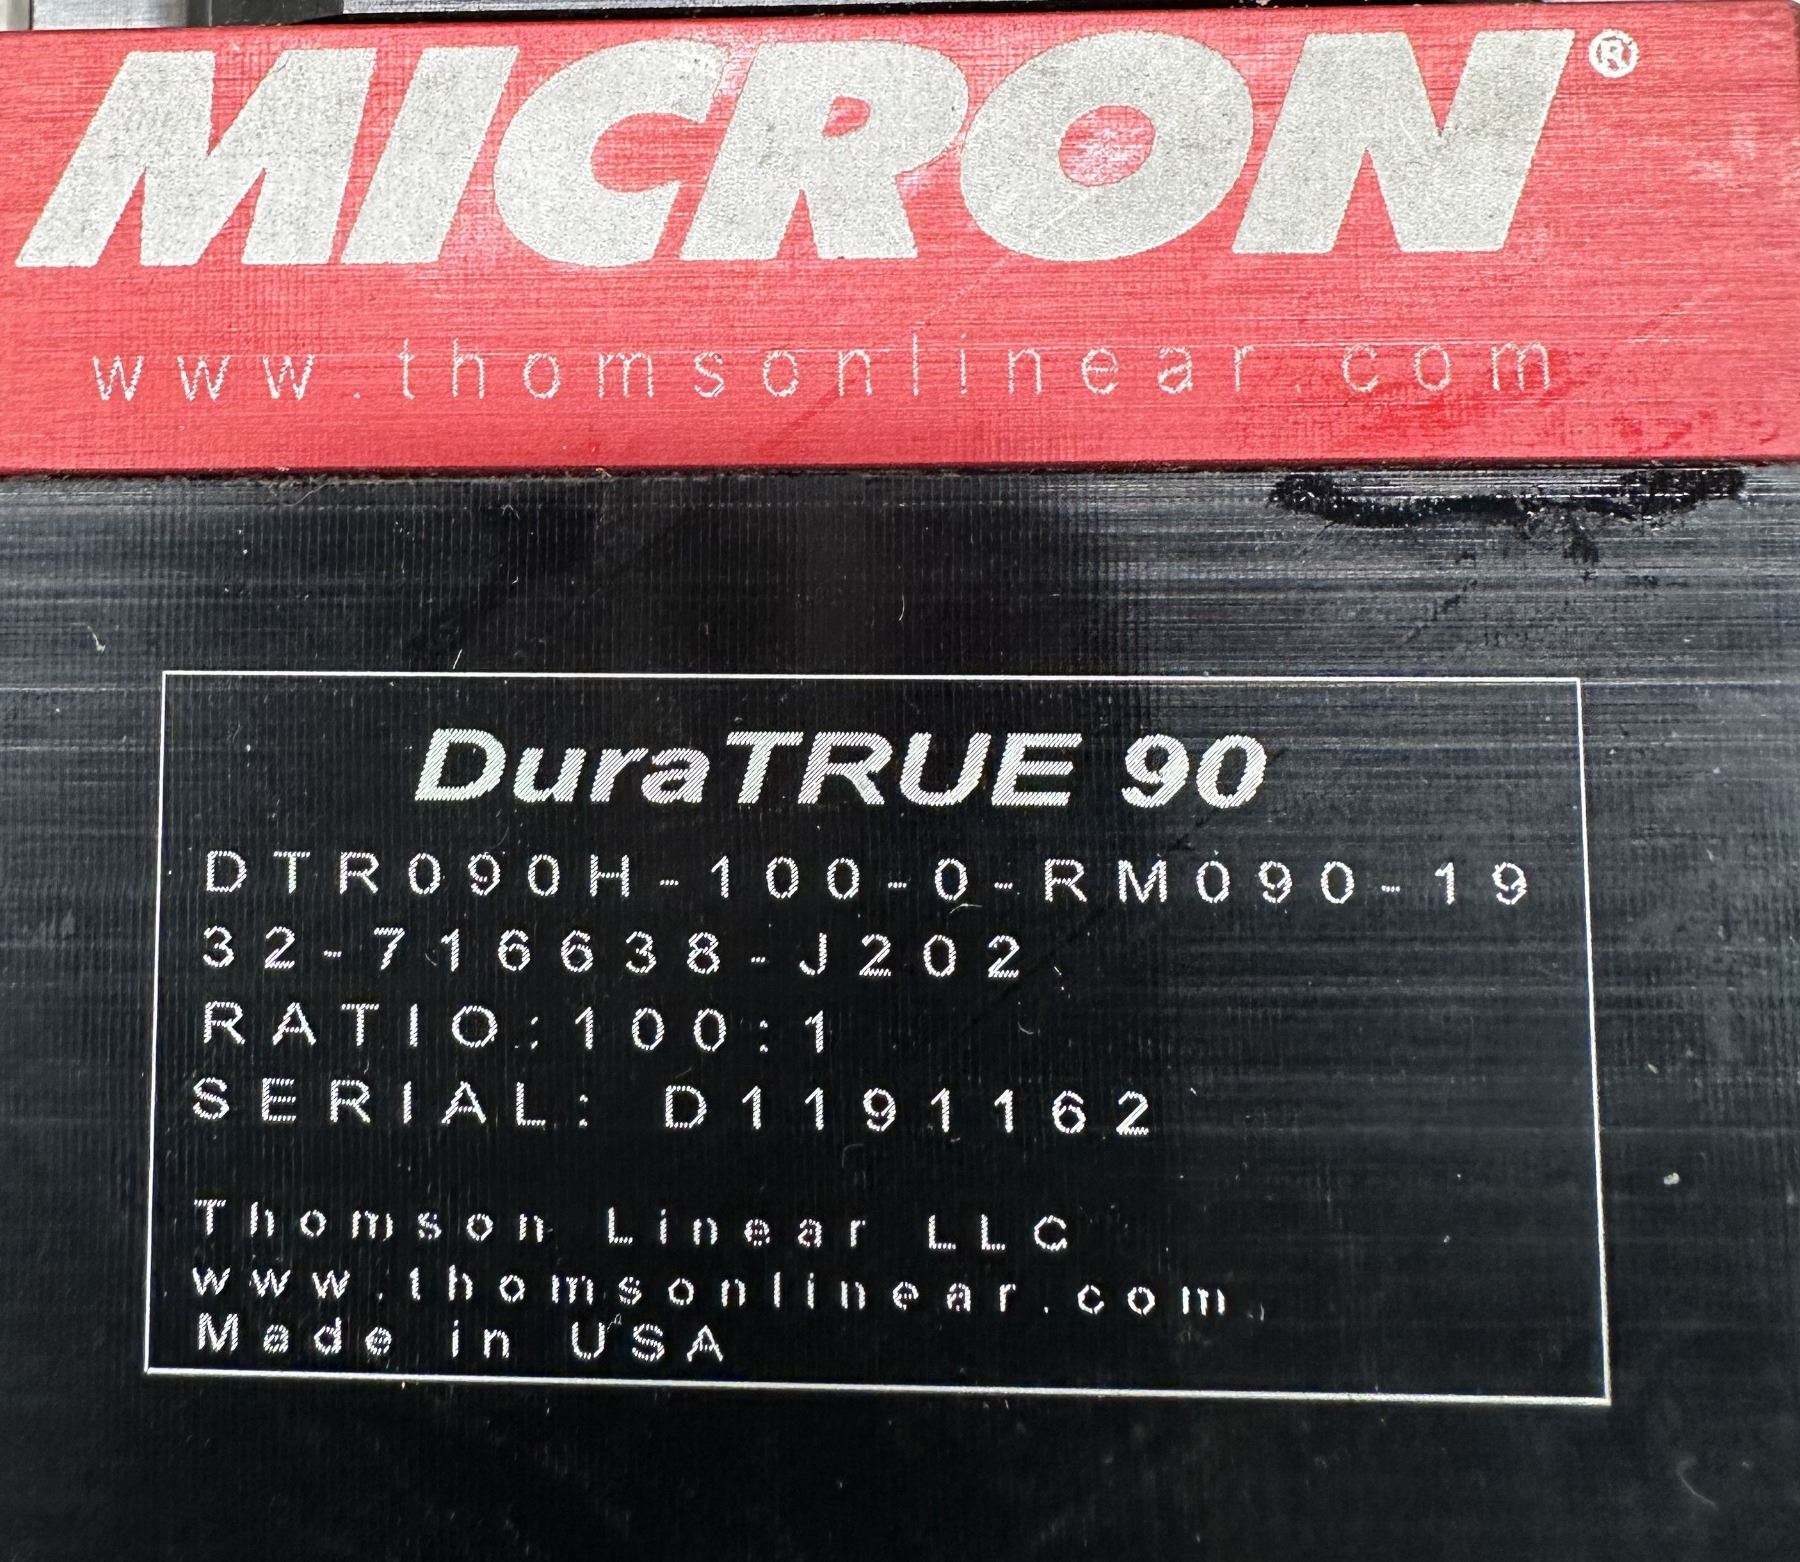 MICRON®
www.thomsonlinear.com
DuraTRUE 90
DTR090H-100-0-RM090-19
32-716638-J202
RATIO:100:1
SERIAL: D1191162
Thomson Linear LLC
www.thomsonlinear.com
Made in USA